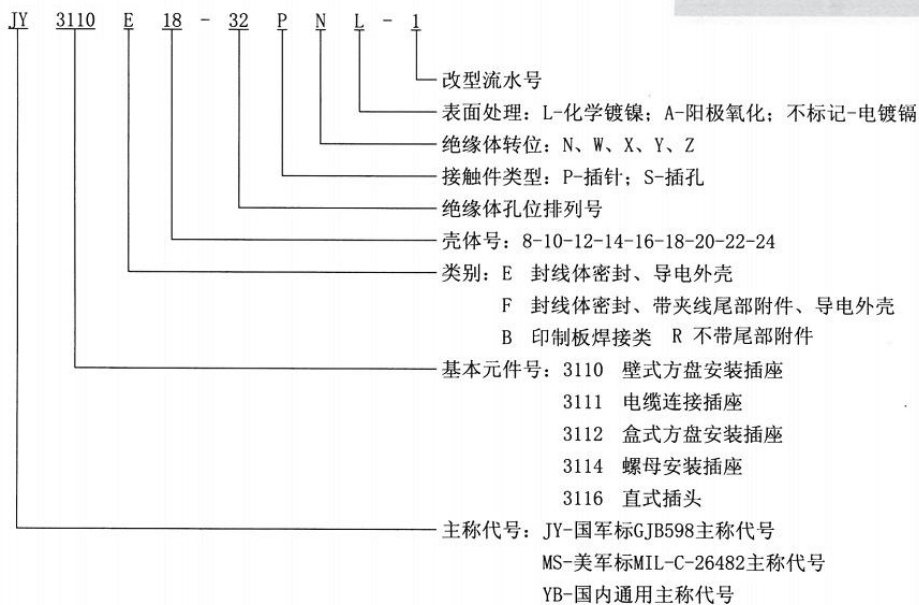 JY 3110 E 18 - 32 P N L - 1
改型流水号
表面处理：L-化学镀镍；A-阳极氧化；不标记-电镀镉
绝缘体转位：N、W、X、Y、Z
接触件类型：P-插针；S-插孔
绝缘体孔位排列号
壳体号：8-10-12-14-16-18-20-22-24
类别：E 封线体密封、导电外壳
F 封线体密封、带夹线尾部附件、导电外壳
B 印制板焊接类 R 不带尾部附件
基本元件号：3110 壁式方盘安装插座
3111 电缆连接插座
3112 盒式方盘安装插座
3114 螺母安装插座
3116 直式插头
主称代号：JY-国军标GJB598主称代号
MS-美军标MIL-C-26482主称代号
YB-国内通用主称代号